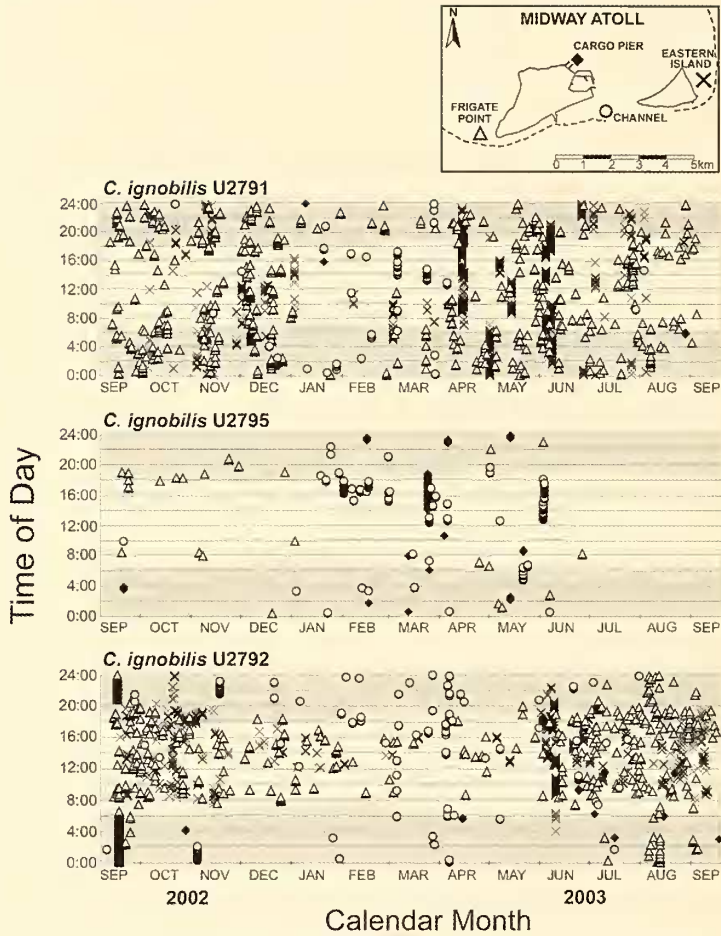 MIDWAY ATOLL
N
CARGO PIER
EASTERN
ISLAND
FRIGATE
POINT
CHANNEL
0 1 2 3 4 5km
C. ignobilis U2791
24:00
20:00
16:00
12:00
8:00
4:00
0:00
SEP OCT NOV DEC JAN FEB MAR APR MAY JUN JUL AUG SEP
C. ignobilis U2795
24:00
20:00
16:00
12:00
8:00
4:00
0:00
SEP OCT NOV DEC JAN FEB MAR APR MAY JUN JUL AUG SEP
Time of Day
C. ignobilis U2792
24:00
20:00
16:00
12:00
8:00
4:00
0:00
SEP OCT NOV DEC JAN FEB MAR APR MAY JUN JUL AUG SEP
2002 2003
Calendar Month